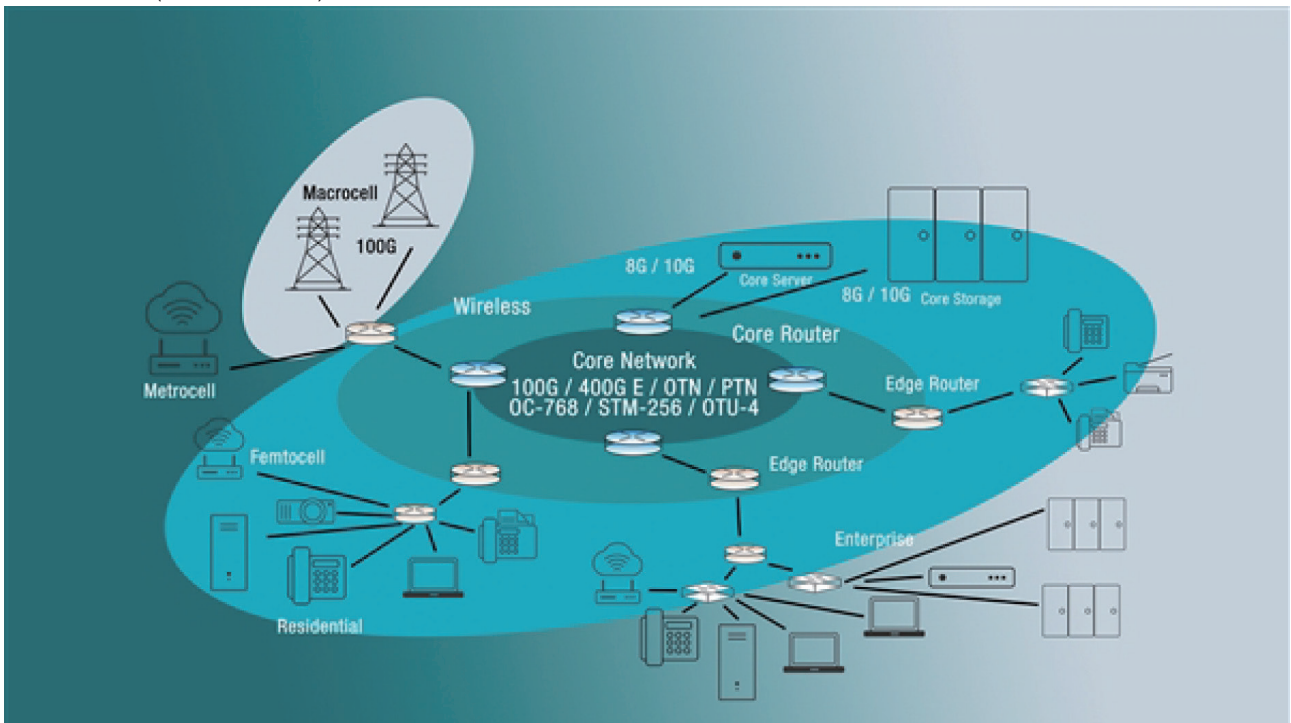 Macrocell
100G
8G / 10G
Core Server
8G / 10G
Core Storage
Wireless
Core Router
Core Network
100G / 400G E / OTN / PTN
OC-768 / STM-256 / OTU-4
Edge Router
Metrocell
Femtocell
Edge Router
Enterprise
Residential